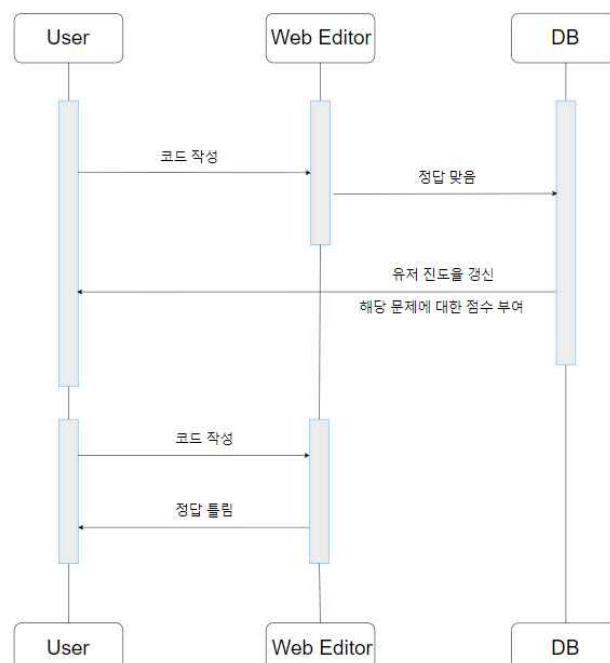 User
Web Editor
DB
코드 작성
정답 맞음
유저 진도율 갱신
해당 문제에 대한 점수 부여
코드 작성
정답 틀림
User
Web Editor
DB